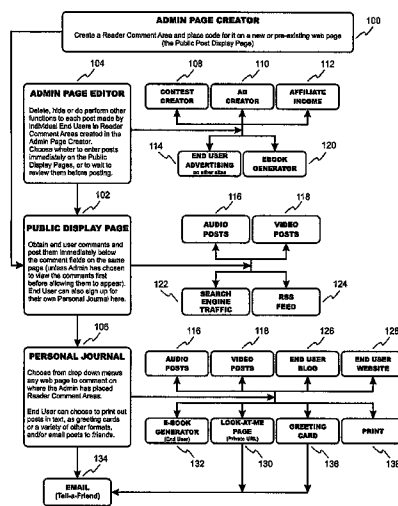 ADMIN PAGE CREATOR
Create a Reader Comment Area and place code for it on a new or pre-existing web page
(the Public Post Display Page)
100
104
ADMIN PAGE EDITOR
Delete, hide or do perform other
functions to each post made by
Individual End Users in Reader
Comment Areas created in the
Admin Page Creator.
Choose wheter to enter posts
immediately on the Public
Display Pages, or to wait to
review them before posting.
108
110
112
CONTEST
CREATOR
AD
CREATOR
AFFILIATE
INCOME
114
END USER
ADVERTISING
on other sites
EBOOK
GENERATOR
120
102
PUBLIC DISPLAY PAGE
Obtain end user comments and
post them immediately below
the comment fields on the same
page (unless Admin has chosen
to view the comments first
before allowing them to appear).
End User can also sign up for
their own Personal Journal here.
116
118
AUDIO
POSTS
VIDEO
POSTS
122
SEARCH
ENGINE
TRAFFIC
RSS
FEED
124
106
PERSONAL JOURNAL
Choose from drop down menus
any web page to comment on
where the Admin has placed
Reader Comment Areas.
End User can choose to print out
posts in text, as greeting cards
or a variety of other formats,
and/or email posts to friends.
116
118
126
128
AUDIO
POSTS
VIDEO
POSTS
END USER
BLOG
END USER
WEBSITE
E-BOOK
GENERATOR
(End User)
LOOK-AT-ME
PAGE
(Private URL)
GREETING
CARD
PRINT
132
130
136
138
134
EMAIL
(Tell-a-Friend)